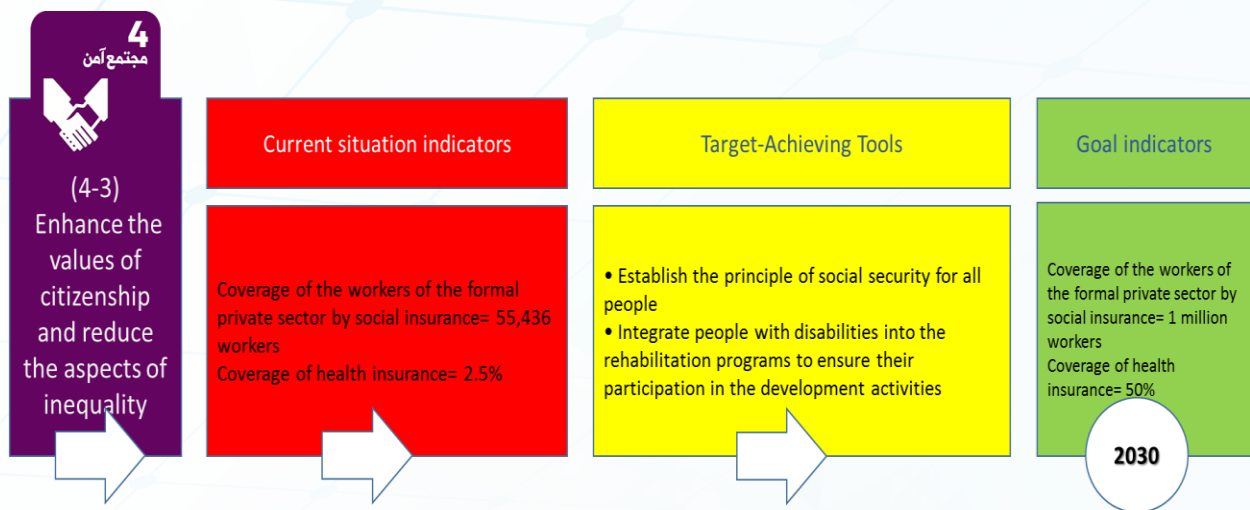 4
مجتمع آمن
(4-3)
Enhance the
values of
citizenship
and reduce
the aspects of
inequality
Current situation indicators
Coverage of the workers of the formal
private sector by social insurance= 55,436
workers
Coverage of health insurance= 2.5%
Target-Achieving Tools
• Establish the principle of social security for all
people
• Integrate people with disabilities into the
rehabilitation programs to ensure their
participation in the development activities
Goal indicators
Coverage of the workers of
the formal private sector by
social insurance= 1 million
workers
Coverage of health
insurance= 50%
2030